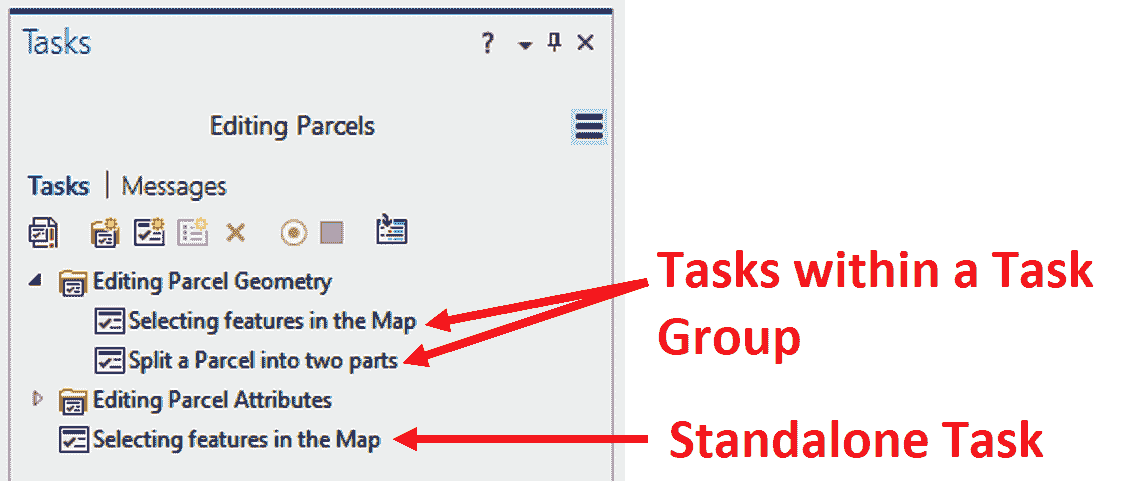 Tasks
?
Editing Parcels
Tasks | Messages
Editing Parcel Geometry
Selecting features in the Map
Split a Parcel into two parts
Editing Parcel Attributes
Selecting features in the Map
Tasks within a Task
Group
Standalone Task